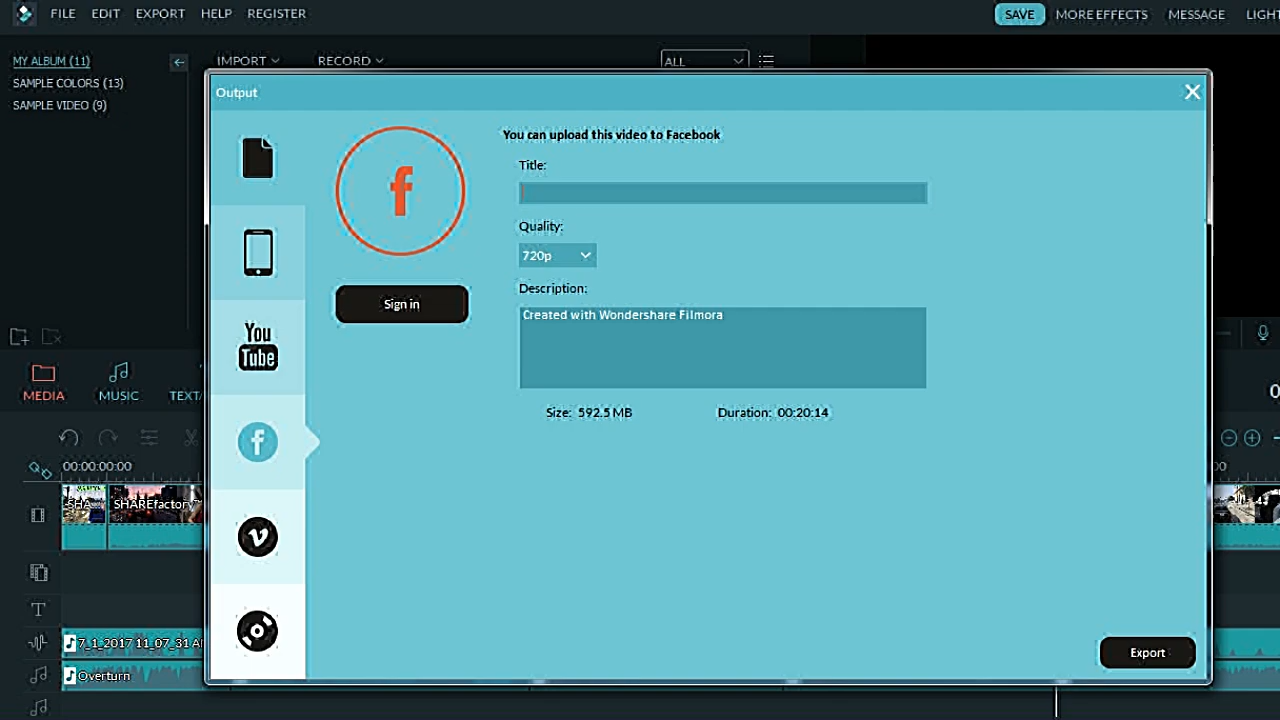 FILE EDIT EXPORT HELP REGISTER
SAVE MORE EFFECTS MESSAGE LIGHT
MY ALBUM (11)
SAMPLE COLORS (13)
SAMPLE VIDEO (9)
IMPORT RECORD ALL
Output
You can upload this video to Facebook
Title:
Quality:
720p
Description:
Created with Wondershare Filmora
Size: 592.5 MB Duration: 00:20:14
f
Sign in
You
Tube
f
v
Export
MEDIA MUSIC TEXT/
00:00:00:00
SHA... SHAREfactory™
T
7_1_2017 11_07_31 A
Overturn